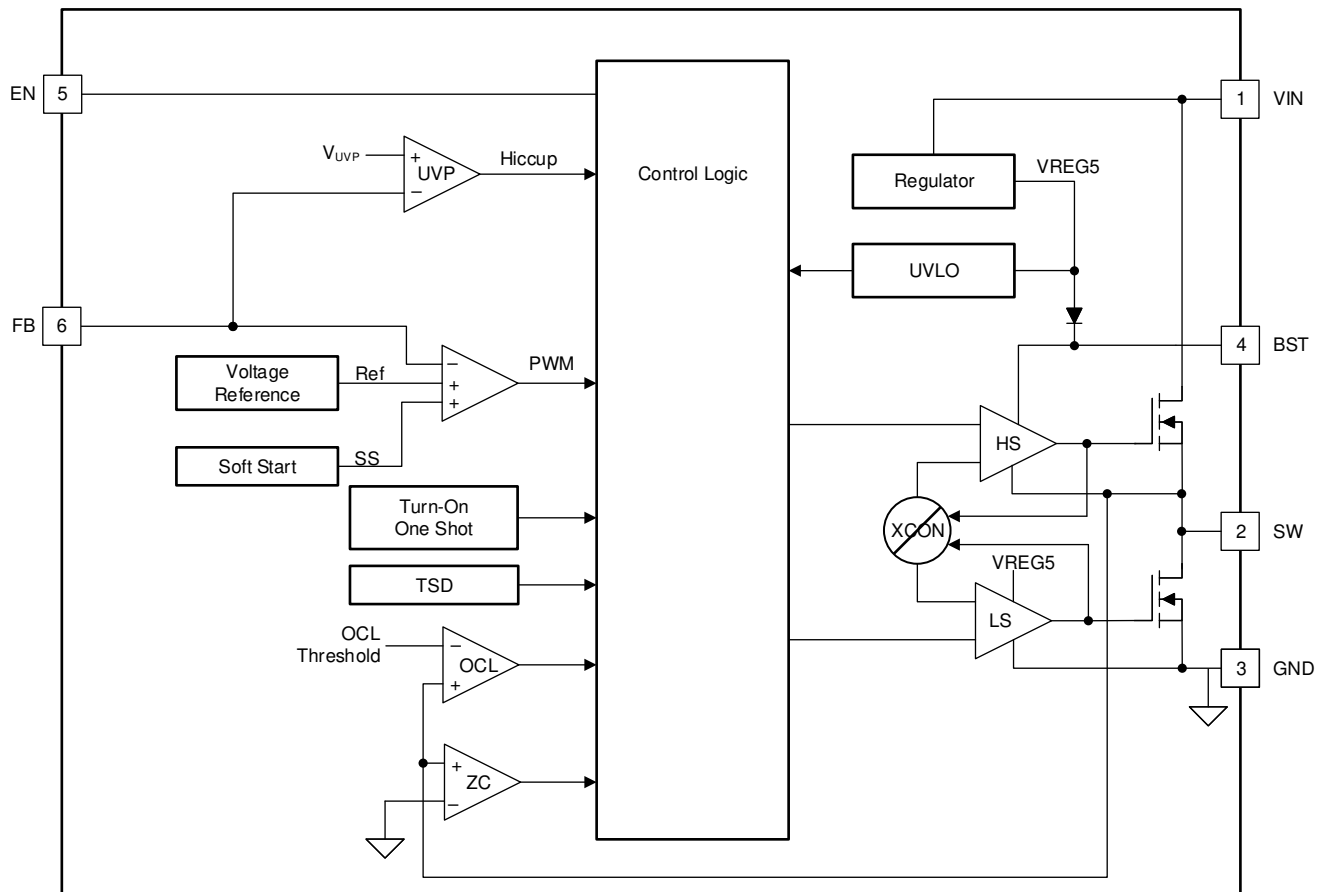 EN
5
1
VIN
V_UVP
+
UVP
−
Hiccup
Control Logic
Regulator
VREG5
UVLO
FB
6
4
BST
Voltage
Reference
Ref
−
+
+
PWM
Soft Start
SS
HS
Turn-On
One Shot
XCON
2
SW
TSD
VREG5
LS
OCL
Threshold
−
OCL
+
3
GND
+
ZC
−